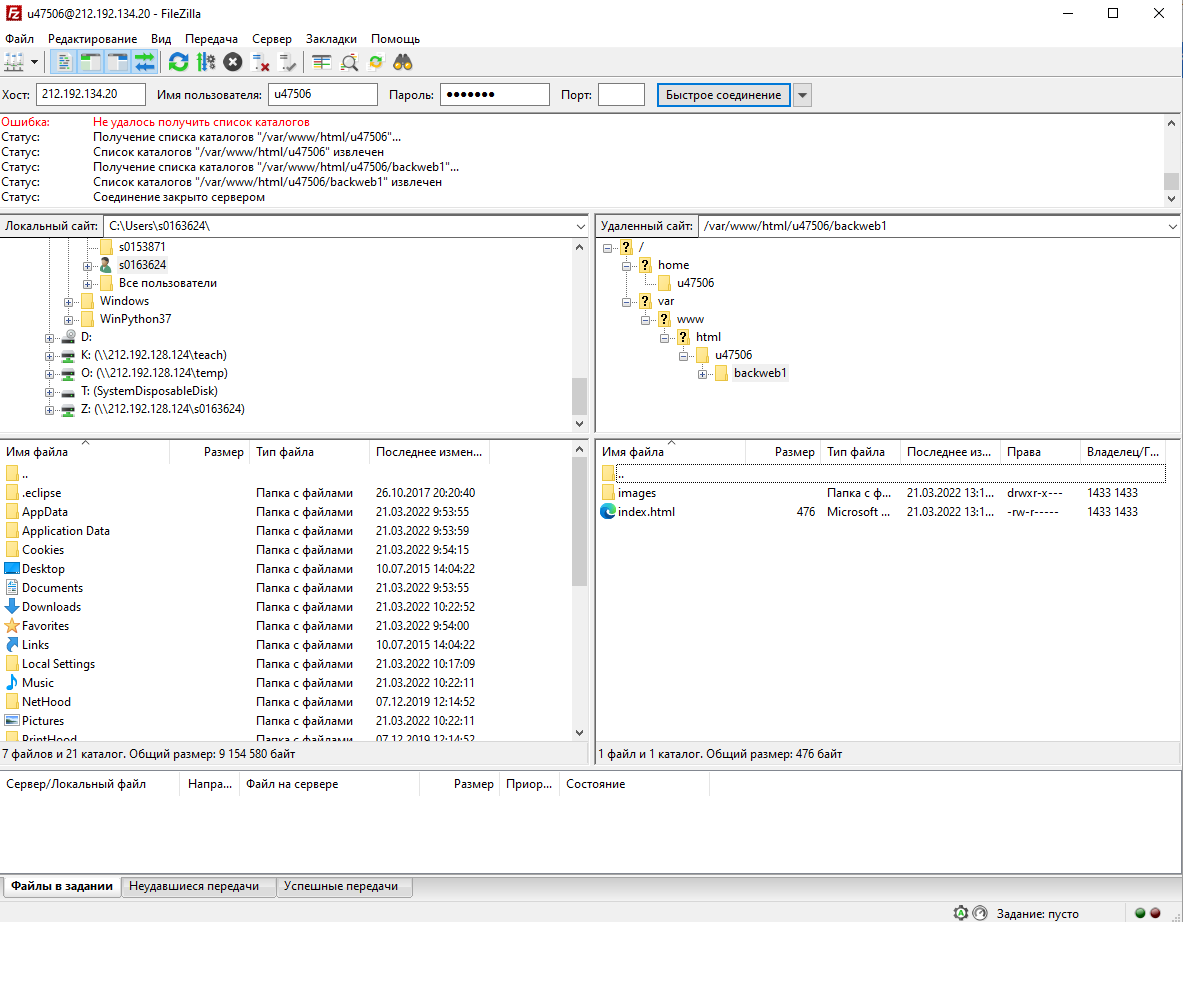 u47506@212.192.134.20 - FileZilla
Файл Редактирование Вид Передача Сервер Закладки Помощь
Хост: 212.192.134.20 Имя пользователя: u47506 Пароль: ●●●●●●● Порт: Быстрое соединение
Ошибка: Не удалось получить список каталогов
Статус: Получение списка каталогов "/var/www/html/u47506"...
Статус: Список каталогов "/var/www/html/u47506" извлечен
Статус: Получение списка каталогов "/var/www/html/u47506/backweb1"...
Статус: Список каталогов "/var/www/html/u47506/backweb1" извлечен
Статус: Соединение закрыто сервером
Локальный сайт: C:\Users\s0163624\
s0153871
s0163624
Все пользователи
Windows
WinPython37
D:
K: (\\212.192.128.124\teach)
O: (\\212.192.128.124\temp)
T: (SystemDisposableDisk)
Z: (\\212.192.128.124\s0163624)
Удаленный сайт: /var/www/html/u47506/backweb1
/
home
u47506
var
www
html
u47506
backweb1
Имя файла Размер Тип файла Последнее измен...
..
.eclipse Папка с файлами 26.10.2017 20:20:40
AppData Папка с файлами 21.03.2022 9:53:55
Application Data Папка с файлами 21.03.2022 9:53:59
Cookies Папка с файлами 21.03.2022 9:54:15
Desktop Папка с файлами 10.07.2015 14:04:22
Documents Папка с файлами 21.03.2022 9:53:55
Downloads Папка с файлами 21.03.2022 10:22:52
Favorites Папка с файлами 21.03.2022 9:54:00
Links Папка с файлами 10.07.2015 14:04:22
Local Settings Папка с файлами 21.03.2022 10:17:09
Music Папка с файлами 21.03.2022 10:22:11
NetHood Папка с файлами 07.12.2019 12:14:52
Pictures Папка с файлами 21.03.2022 10:22:11
PrintHood Папка с файлами 07.12.2019 12:14:52
7 файлов и 21 каталог. Общий размер: 9 154 580 байт
Имя файла Размер Тип файла Последнее из... Права Владелец/Г...
..
images Папка с ф... 21.03.2022 13:1... drwxr-x--- 1433 1433
index.html 476 Microsoft ... 21.03.2022 13:1... -rw-r----- 1433 1433
1 файл и 1 каталог. Общий размер: 476 байт
Сервер/Локальный файл Напра... Файл на сервере Размер Приор... Состояние
Файлы в задании Неудавшиеся передачи Успешные передачи
Задание: пусто